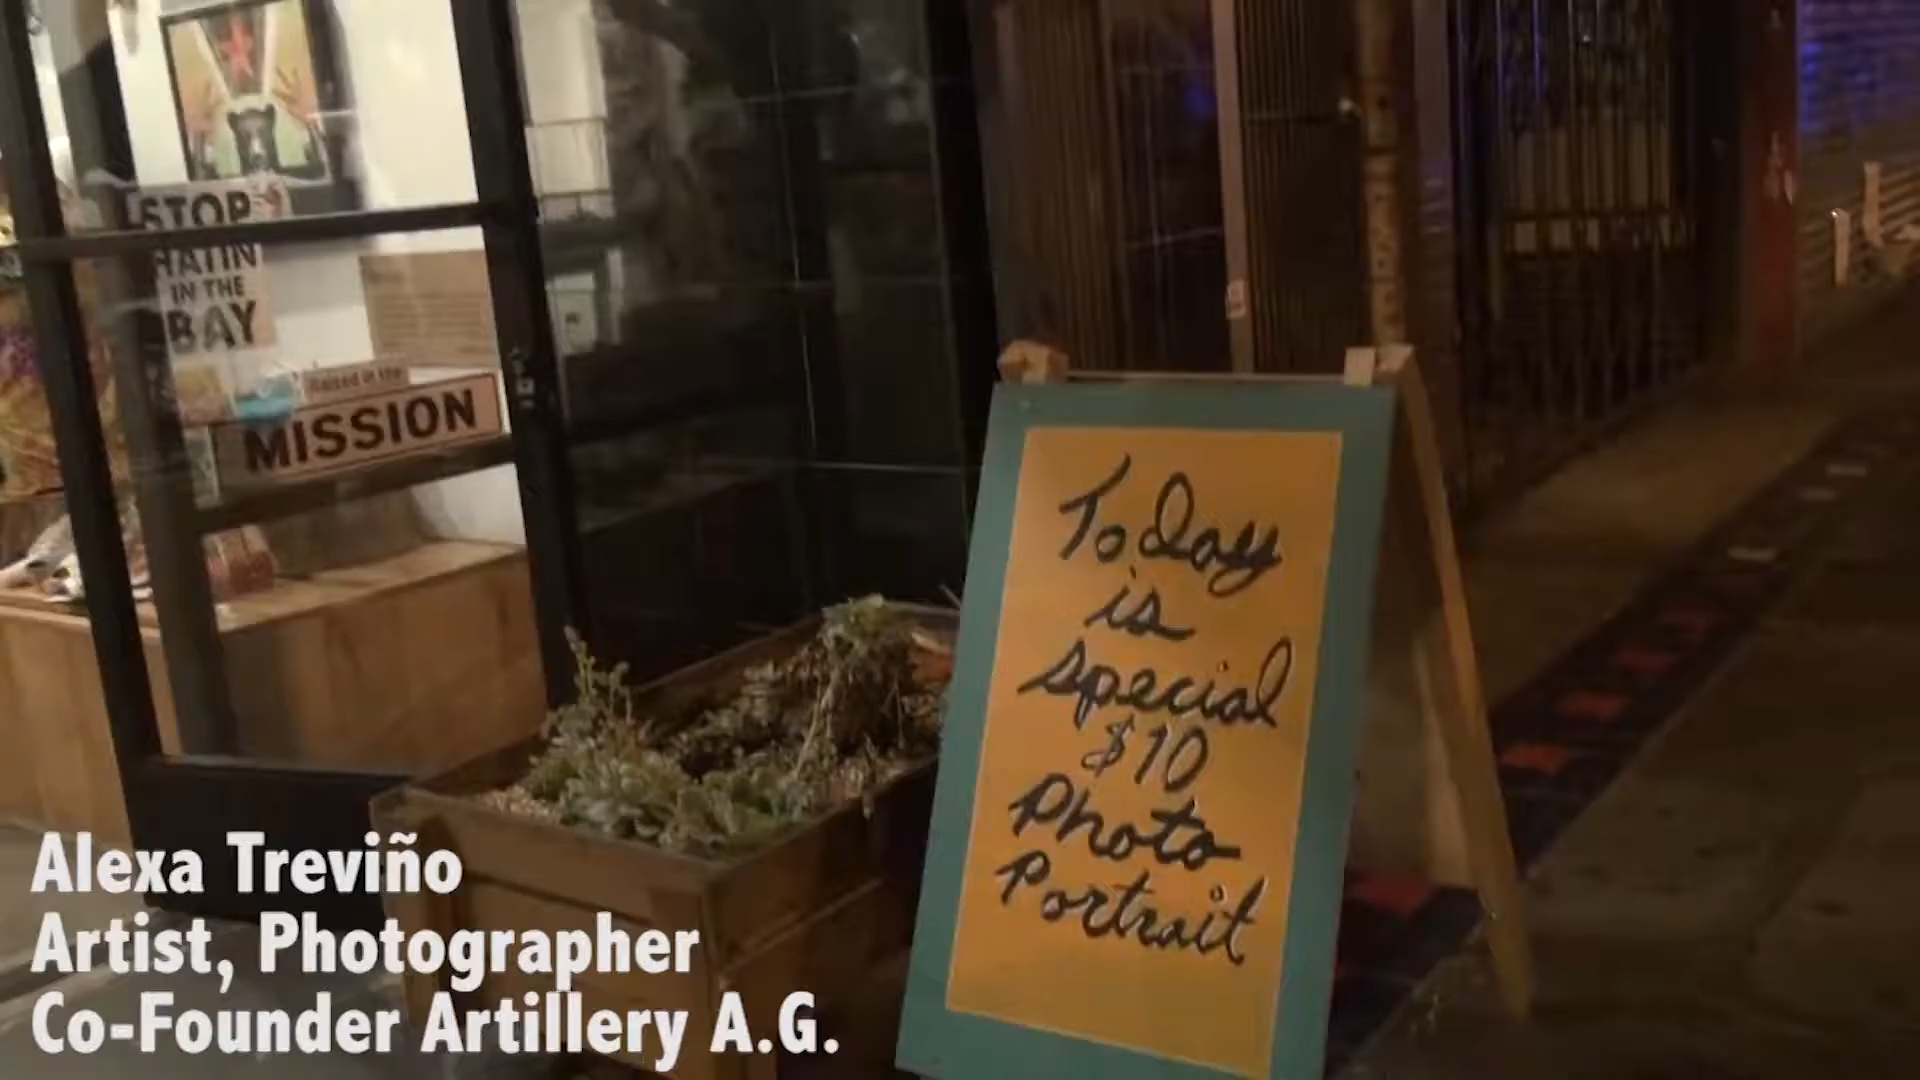 STOP
HATIN
IN THE
BAY
Raised in the
MISSION
Today
is
special
$10
Photo
Portrait
Alexa Treviño
Artist, Photographer
Co-Founder Artillery A.G.